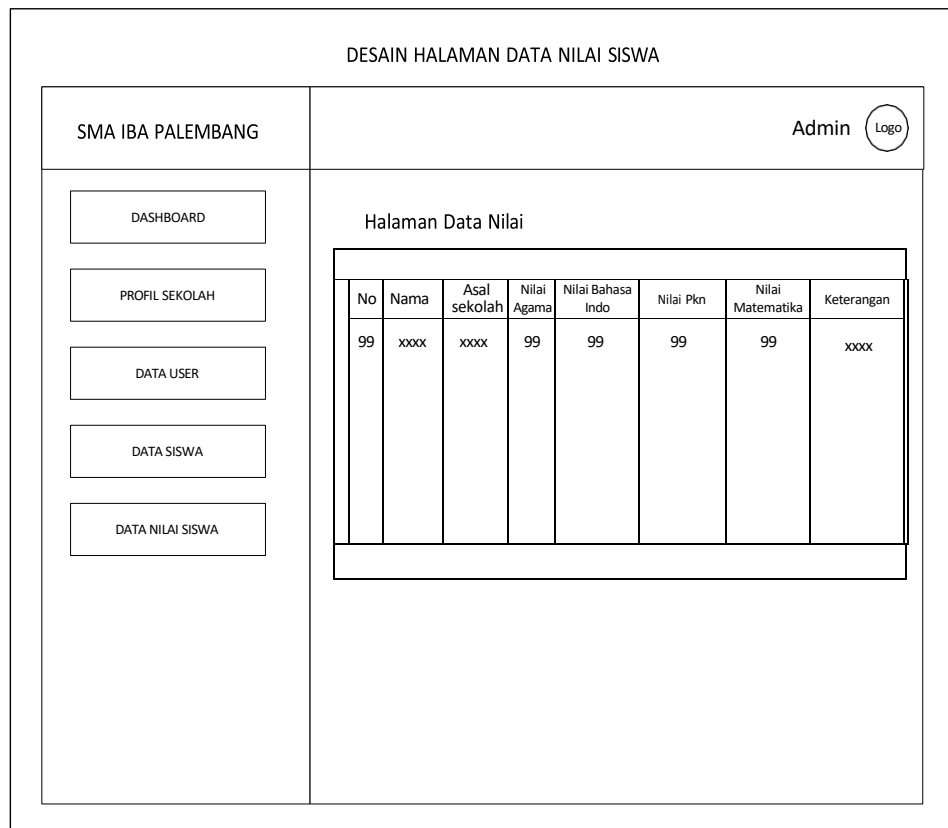 DESAIN HALAMAN DATA NILAI SISWA
SMA IBA PALEMBANG
Admin
Logo
DASHBOARD
PROFIL SEKOLAH
DATA USER
DATA SISWA
DATA NILAI SISWA
Halaman Data Nilai
No
Nama
Asal
sekolah
Nilai
Agama
Nilai Bahasa
Indo
Nilai Pkn
Nilai
Matematika
Keterangan
99 xxxx xxxx 99 99 99 99 xxxx